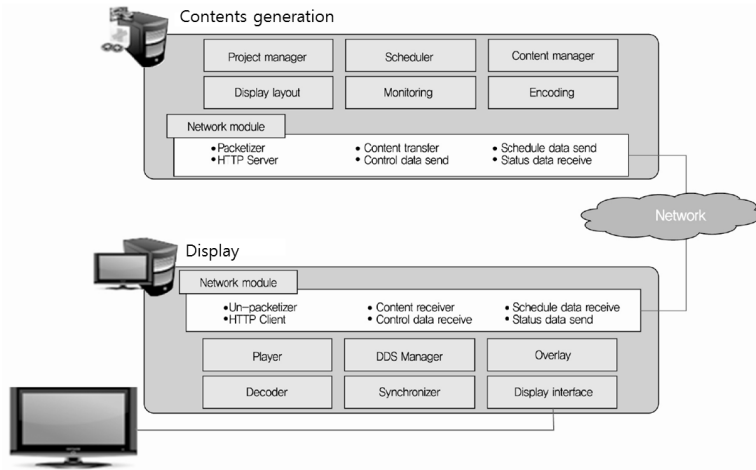 Contents generation
Project manager
Scheduler
Content manager
Display layout
Monitoring
Encoding
Network module
• Packetizer
• Content transfer
• Schedule data send
• HTTP Server
• Control data send
• Status data receive
Network
Display
Network module
• Un-packetizer
• Content receiver
• Schedule data receive
• HTTP Client
• Control data receive
• Status data send
Player
DDS Manager
Overlay
Decoder
Synchronizer
Display interface